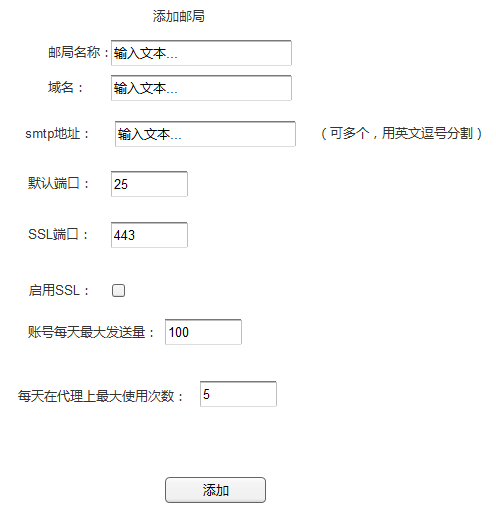 添加邮局
邮局名称：输入文本...
域名： 输入文本...
smtp地址： 输入文本... （可多个，用英文逗号分割）
默认端口： 25
SSL端口： 443
启用SSL：
账号每天最大发送量： 100
每天在代理上最大使用次数： 5
添加